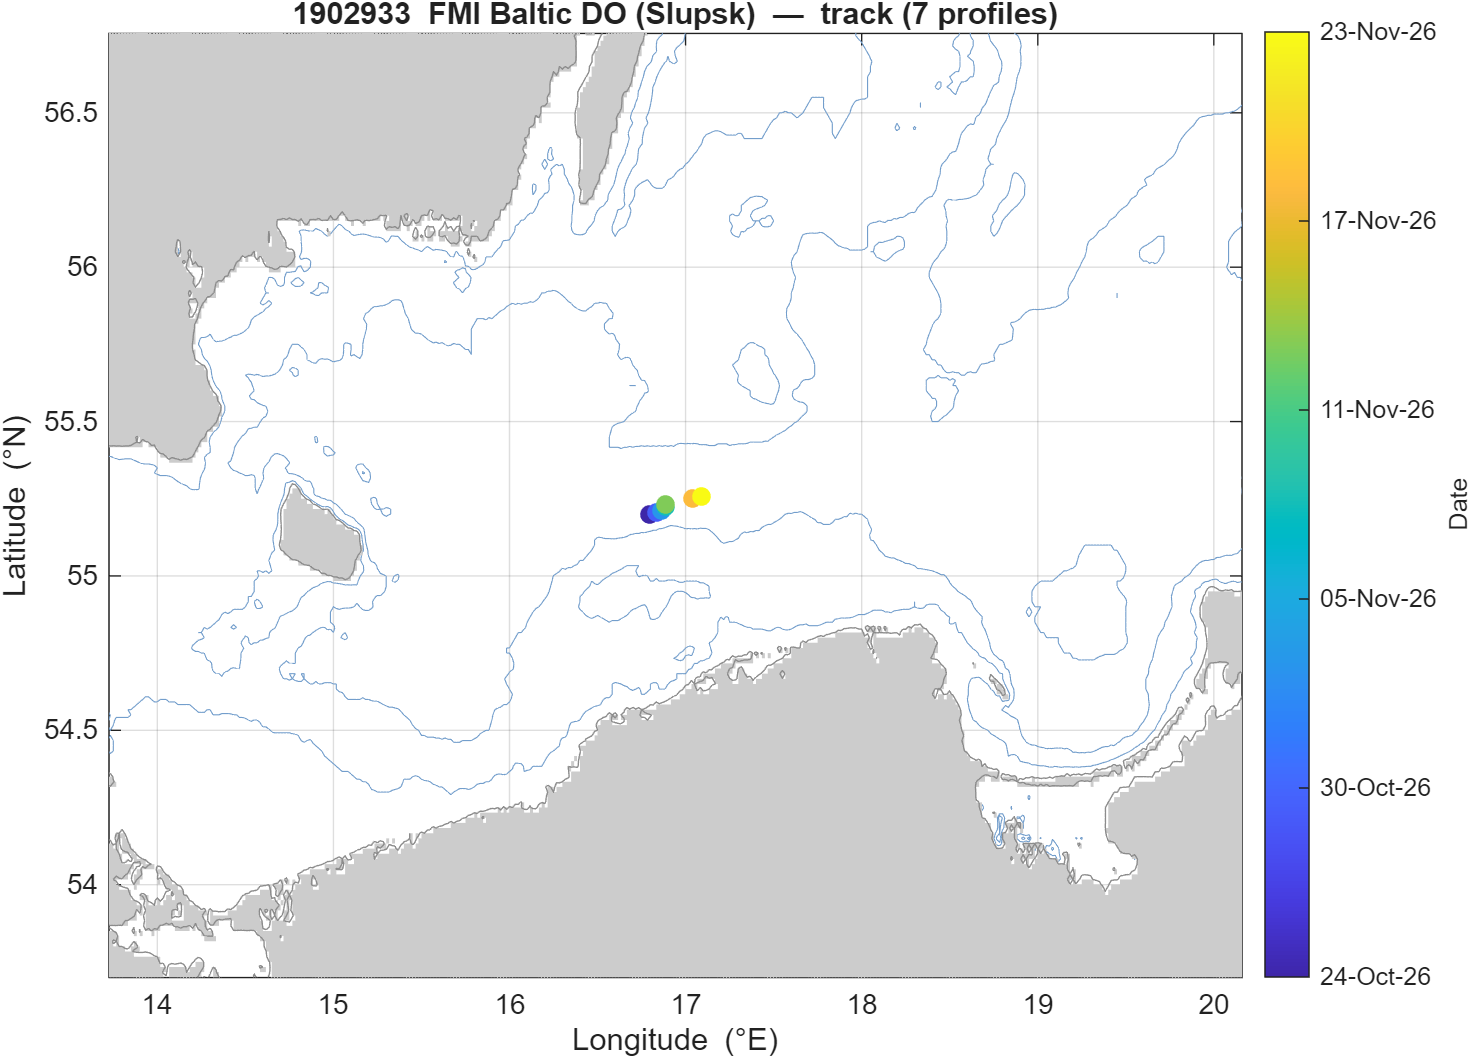 1902933  FMI Baltic DO (Slupsk)  —  track (7 profiles)
56.5
56
55.5
55
54.5
54
Latitude  (°N)
14
15
16
17
18
19
20
Longitude  (°E)
23-Nov-26
17-Nov-26
11-Nov-26
05-Nov-26
30-Oct-26
24-Oct-26
Date